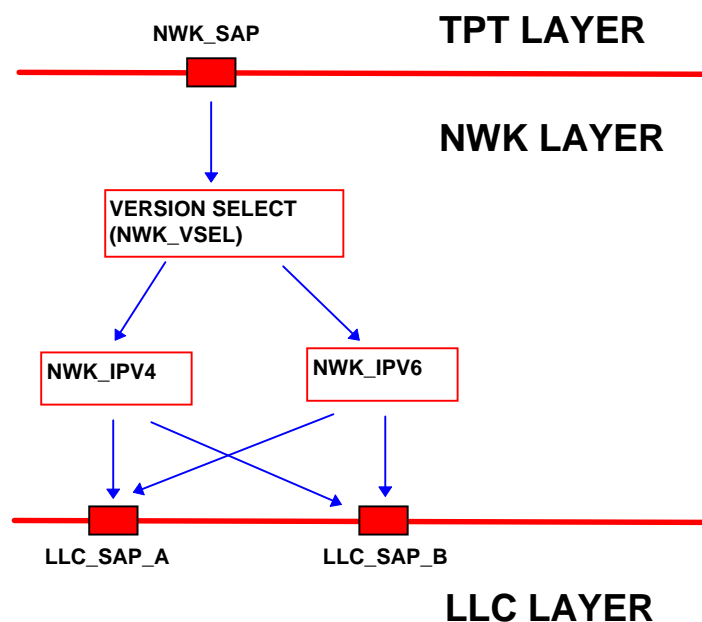 NWK_SAP
TPT LAYER
NWK LAYER
VERSION SELECT
(NWK_VSEL)
NWK_IPV4
NWK_IPV6
LLC_SAP_A
LLC_SAP_B
LLC LAYER